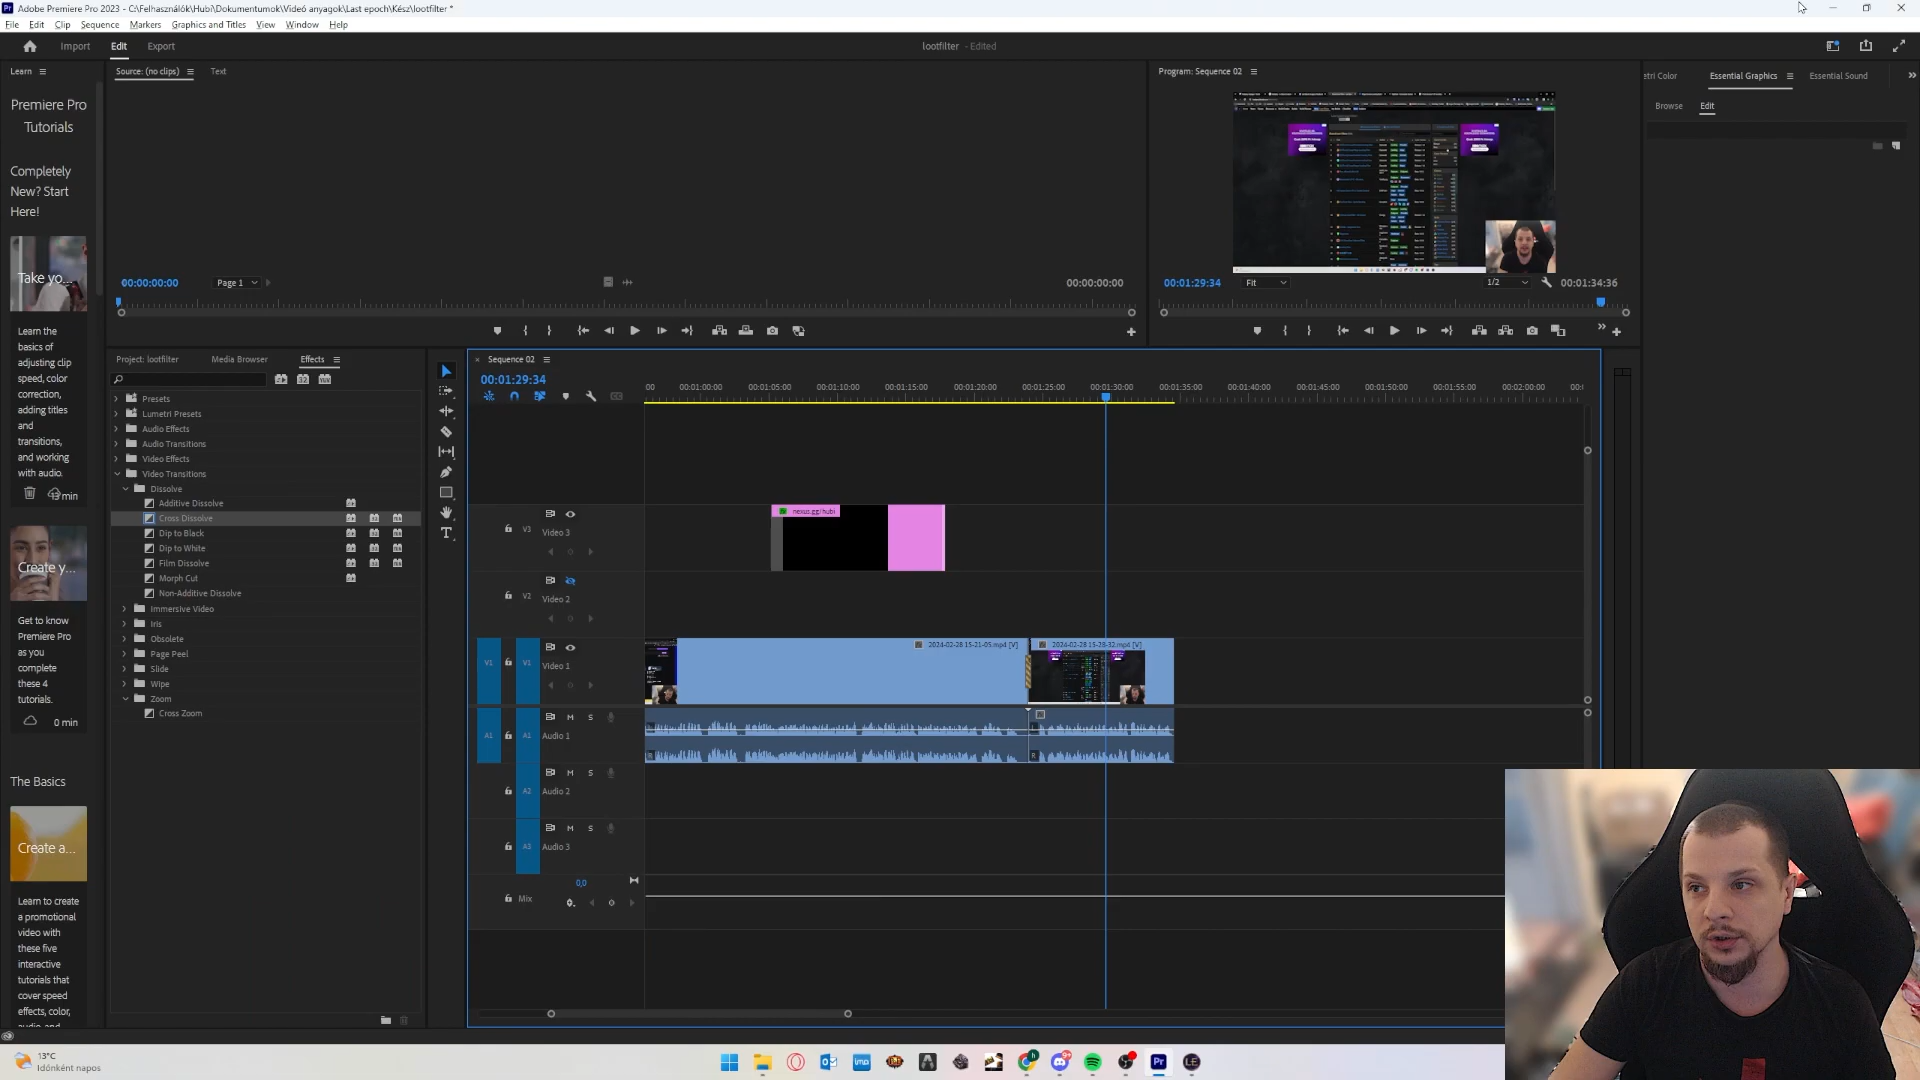 Adobe Premiere Pro 2023 - C:\Felhasználók\Hubi\Dokumentumok\Videó anyagok\Last epoch\Kész\lootfilter *
File Edit Clip Sequence Markers Graphics and Titles View Window Help
Import Edit Export
lootfilter - Edited
Learn
Source: (no clips) Text
Program: Sequence 02
tri Color Essential Graphics Essential Sound
Browse Edit
Premiere Pro
Tutorials
Completely
New? Start
Here!
Take yo...
Learn the
basics of
adjusting clip
speed, color
correction,
adding titles
and
transitions,
and working
with audio.
13 min
Create y...
Get to know
Premiere Pro
as you
complete
these 4
tutorials.
0 min
The Basics
Create a...
Learn to create
a promotional
video with
these five
interactive
tutorials that
cover speed
effects, color,
audio, and
00:00:00:00 Page 1 00:00:00:00
00:01:29:34 Fit 1/2 00:01:34:36
Project: lootfilter Media Browser Effects
Presets
Lumetri Presets
Audio Effects
Audio Transitions
Video Effects
Video Transitions
Dissolve
Additive Dissolve
Cross Dissolve
Dip to Black
Dip to White
Film Dissolve
Morph Cut
Non-Additive Dissolve
Immersive Video
Iris
Obsolete
Page Peel
Slide
Wipe
Zoom
Cross Zoom
Sequence 02
00:01:29:34
00 00:01:00:00 00:01:05:00 00:01:10:00 00:01:15:00 00:01:20:00 00:01:25:00 00:01:30:00 00:01:35:00 00:01:40:00 00:01:45:00 00:01:50:00 00:01:55:00 00:02:00:00 00:
nexus.gg/hubi
V3 Video 3
V2 Video 2
2024-02-28 15-21-05.mp4 [V] 2024-02-28 15-28-32.mp4 [V]
V1 V1 Video 1
M S
A1 A1 Audio 1
R
M S
A2 Audio 2
M S
A3 Audio 3
0,0
Mix
13°C
Időnként napos